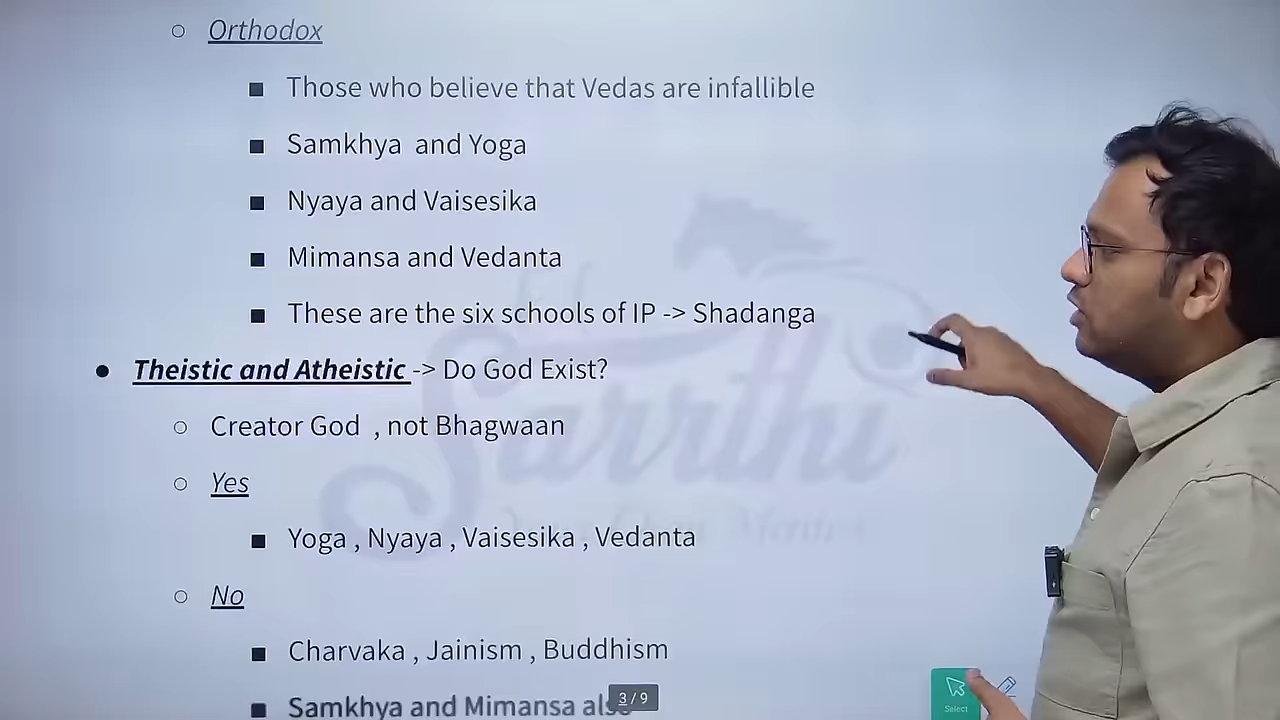 Orthodox
Those who believe that Vedas are infallible
Samkhya and Yoga
Nyaya and Vaisesika
Mimansa and Vedanta
These are the six schools of IP -> Shadanga
Theistic and Atheistic -> Do God Exist?
Creator God , not Bhagwaan
Yes
Yoga , Nyaya , Vaisesika , Vedanta
No
Charvaka , Jainism , Buddhism
Samkhya and Mimansa also
3 / 9
Sarrthi
Select